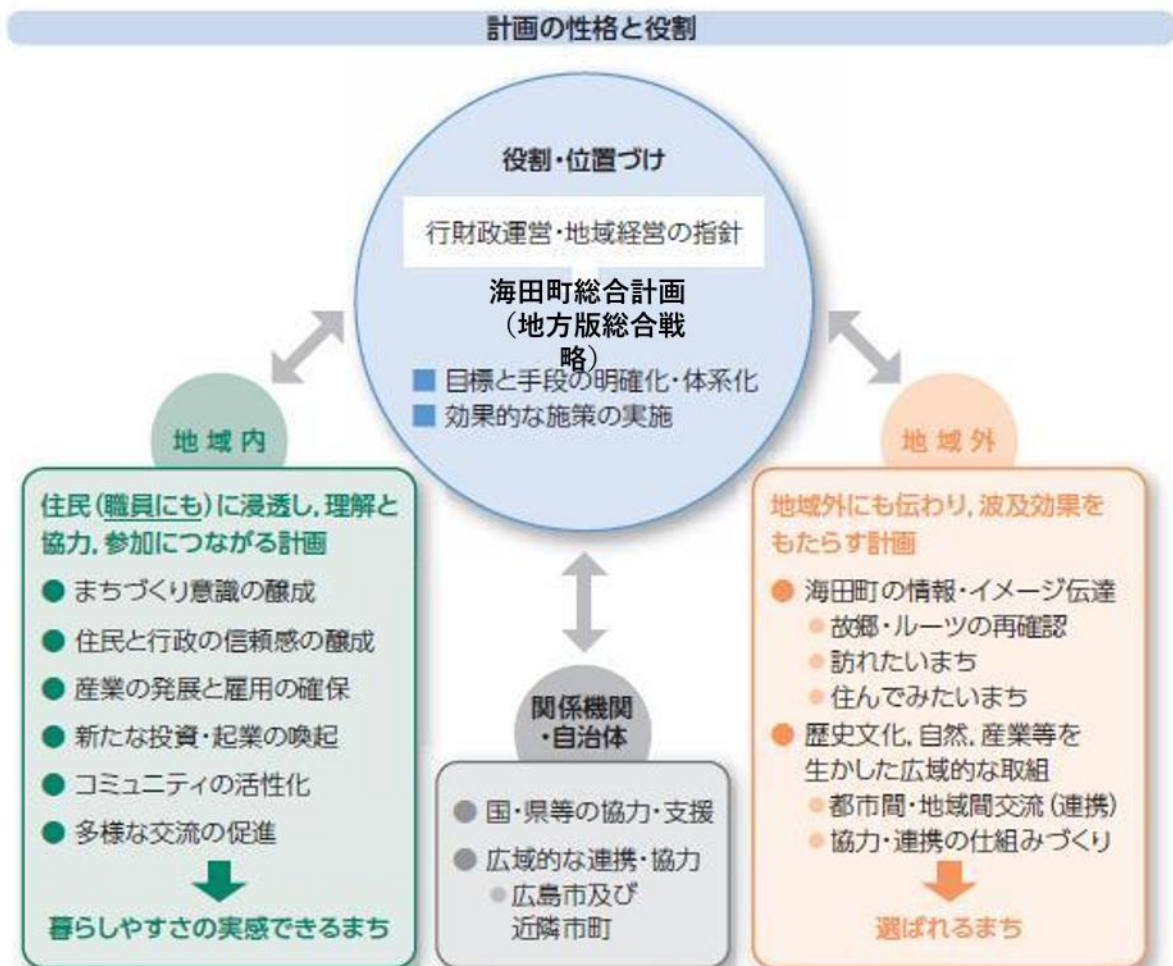 計画の性格と役割
役割・位置づけ
行財政運営・地域経営の指針
海田町総合計画
（地方版総合戦
略）
■ 目標と手段の明確化・体系化
■ 効果的な施策の実施
地域内
住民（職員にも）に浸透し，理解と
協力，参加につながる計画
● まちづくり意識の醸成
● 住民と行政の信頼感の醸成
● 産業の発展と雇用の確保
● 新たな投資・起業の喚起
● コミュニティの活性化
● 多様な交流の促進
暮らしやすさの実感できるまち
関係機関
・自治体
● 国・県等の協力・支援
● 広域的な連携・協力
● 広島市及び
近隣市町
地域外
地域外にも伝わり，波及効果を
もたらす計画
● 海田町の情報・イメージ伝達
● 故郷・ルーツの再確認
● 訪れたいまち
● 住んでみたいまち
● 歴史文化，自然，産業等を
生かした広域的な取組
● 都市間・地域間交流（連携）
● 協力・連携の仕組みづくり
選ばれるまち